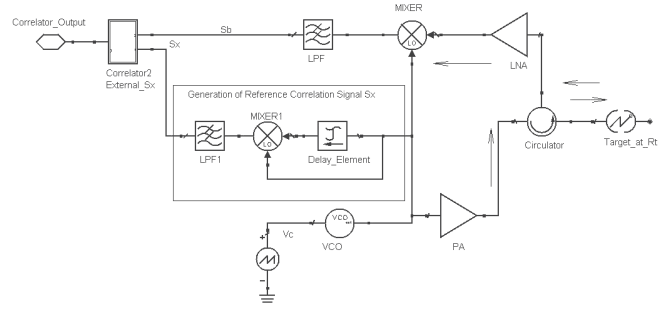 MIXER
Correlator_Output
Sb
Sx
LO
LPF
LNA
Correlator2
External_Sx
Generation of Reference Correlation Signal Sx
MIXER1
LO
LPF1
Delay_Element
Circulator
Target_at_Rt
VCO
Vc
VCO
PA